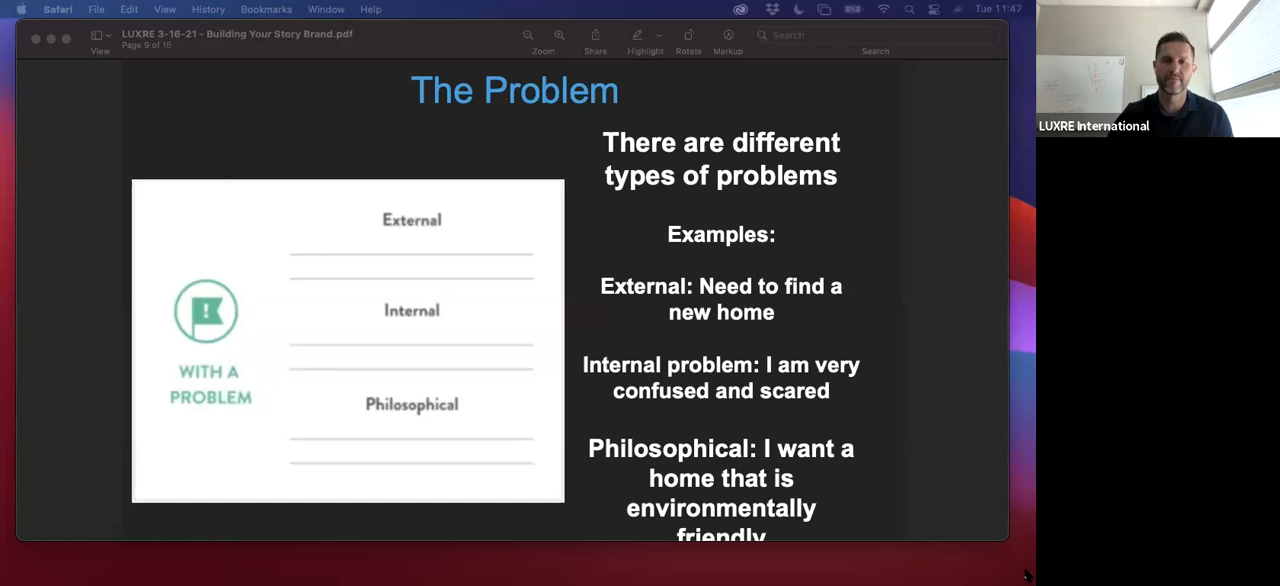 Safari File Edit View History Bookmarks Window Help Tue 11:47
LUXRE 3-16-21 - Building Your Story Brand.pdf
Page 9 of 15
Search
View Zoom Share Highlight Rotate Markup Search
The Problem
There are different
types of problems
Examples:
External: Need to find a
new home
Internal problem: I am very
confused and scared
Philosophical: I want a
home that is
environmentally
friendly
External
Internal
Philosophical
WITH A
PROBLEM
LUXRE International